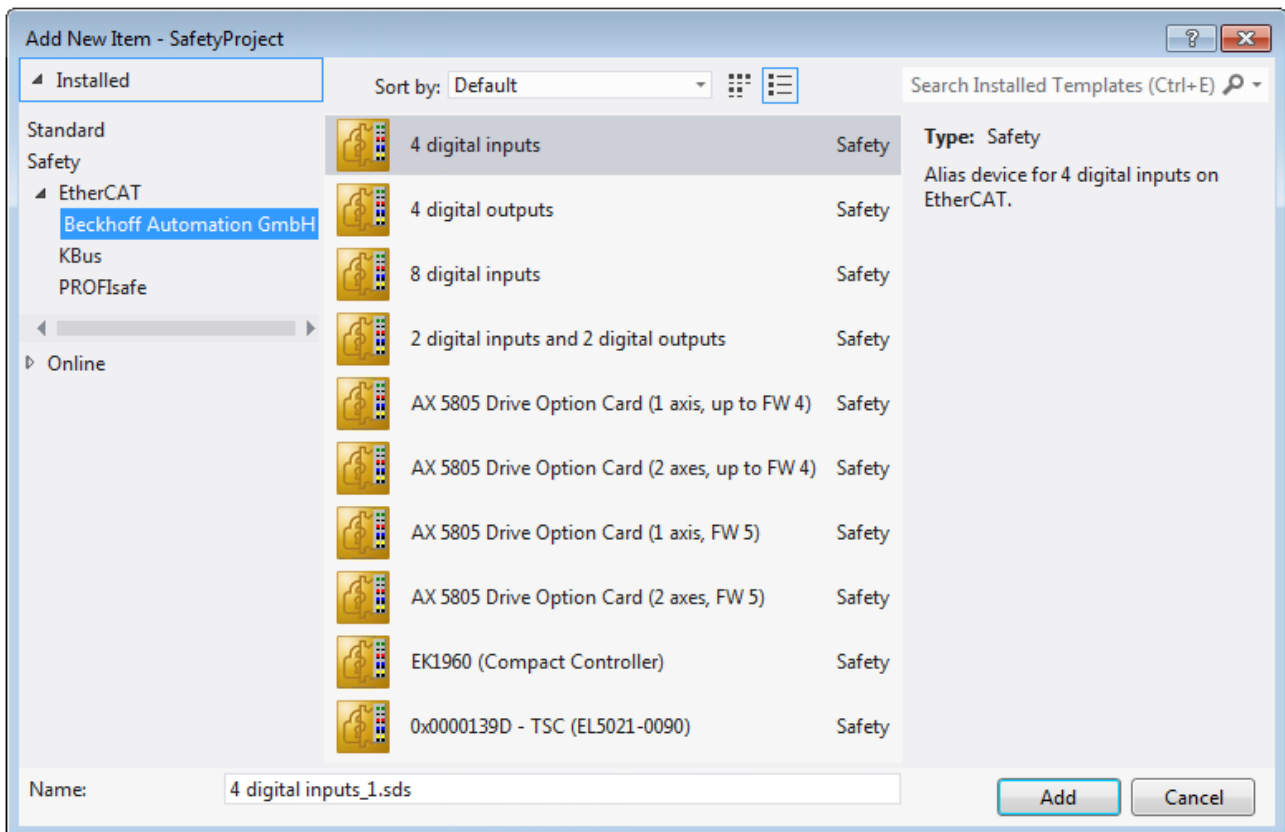 Add New Item - SafetyProject
Installed
Sort by: Default
Search Installed Templates (Ctrl+E)
Standard
Safety
EtherCAT
Beckhoff Automation GmbH
KBus
PROFIsafe
Online
4 digital inputs Safety
4 digital outputs Safety
8 digital inputs Safety
2 digital inputs and 2 digital outputs Safety
AX 5805 Drive Option Card (1 axis, up to FW 4) Safety
AX 5805 Drive Option Card (2 axes, up to FW 4) Safety
AX 5805 Drive Option Card (1 axis, FW 5) Safety
AX 5805 Drive Option Card (2 axes, FW 5) Safety
EK1960 (Compact Controller) Safety
0x0000139D - TSC (EL5021-0090) Safety
Type: Safety
Alias device for 4 digital inputs on
EtherCAT.
Name: 4 digital inputs_1.sds
Add Cancel